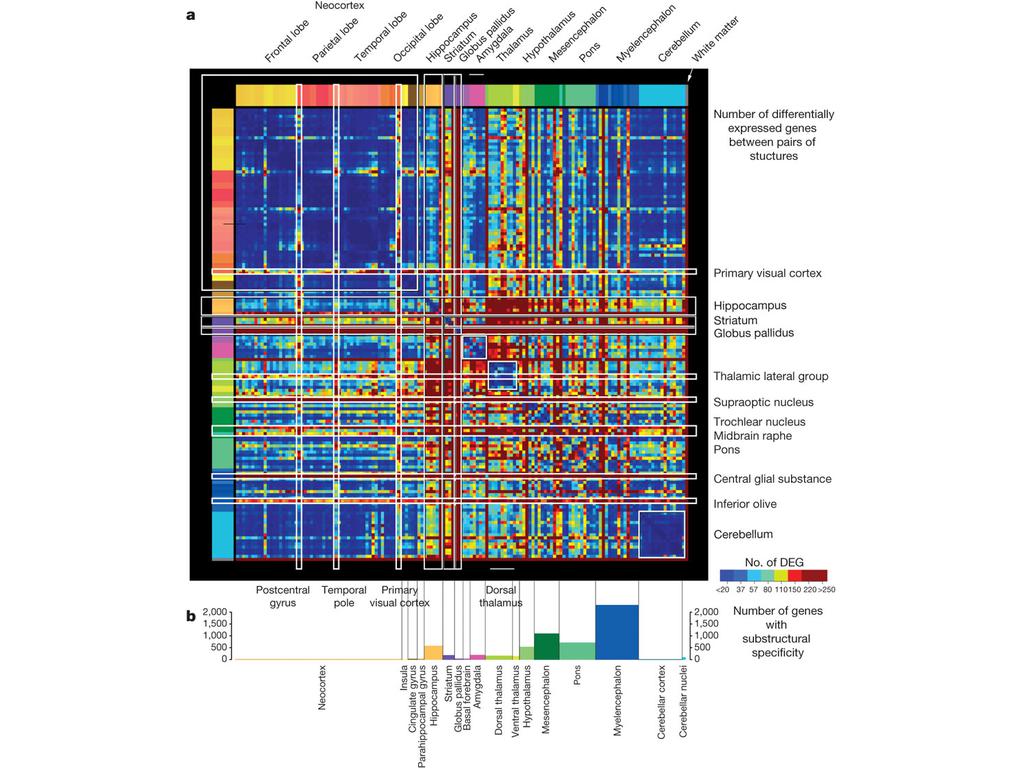 a
Neocortex
Frontal lobe
Parietal lobe
Temporal lobe
Occipital lobe
Hippocampus
Striatum
Globus pallidus
Amygdala
Thalamus
Hypothalamus
Mesencephalon
Pons
Myelencephalon
Cerebellum
White matter
Number of differentially
expressed genes
between pairs of
stuctures
Primary visual cortex
Hippocampus
Striatum
Globus pallidus
Thalamic lateral group
Supraoptic nucleus
Trochlear nucleus
Midbrain raphe
Pons
Central glial substance
Inferior olive
Cerebellum
No. of DEG
<20 37 57 80 110 150 220 >250
Postcentral
gyrus
Temporal
pole
Primary
visual cortex
Dorsal
thalamus
b
2,000
1,500
1,000
500
0
2,000
1,500
1,000
500
0
Number of genes
with
substructural
specificity
Neocortex
Insula
Cingulate gyrus
Parahippocampal gyrus
Hippocampus
Striatum
Globus pallidus
Basal forebrain
Amygdala
Dorsal thalamus
Ventral thalamus
Hypothalamus
Mesencephalon
Pons
Myelencephalon
Cerebellar cortex
Cerebellar nuclei